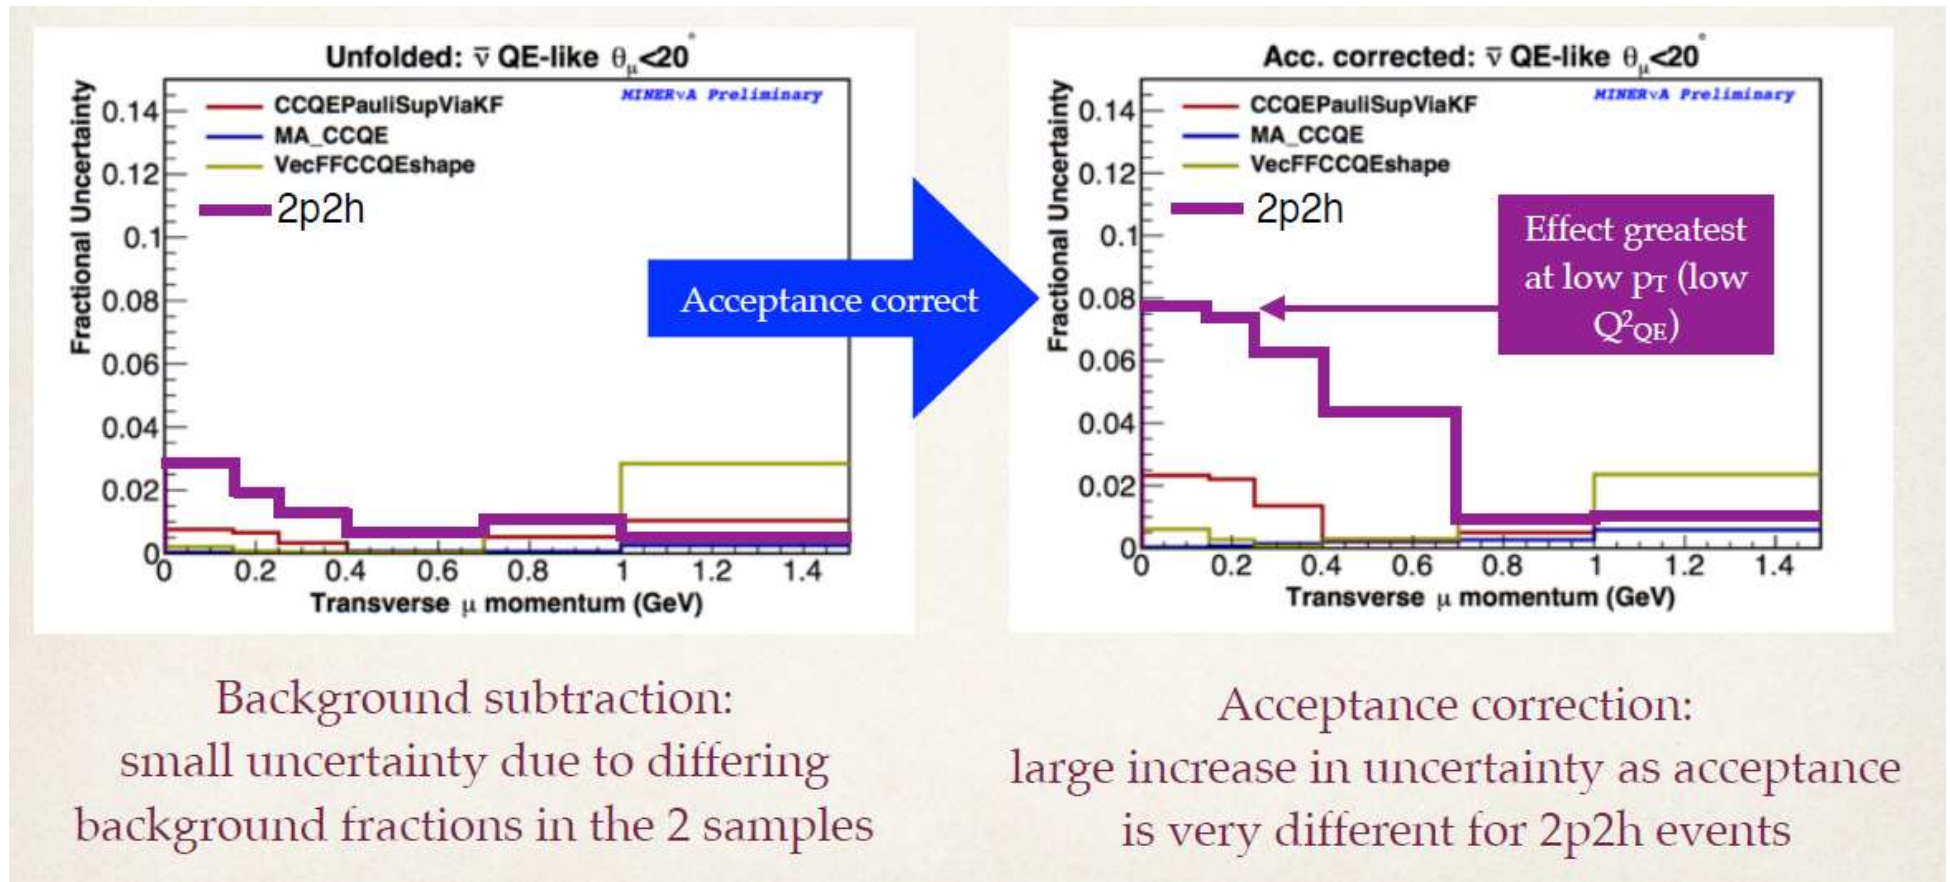 Unfolded: ν̄ QE-like θμ<20°
MINERνA Preliminary
Fractional Uncertainty
0.14
0.12
0.1
0.08
0.06
0.04
0.02
0
CCQEPauliSupViaKF
MA_CCQE
VecFFCCQEshape
2p2h
0 0.2 0.4 0.6 0.8 1 1.2 1.4
Transverse μ momentum (GeV)
Acceptance correct
Acc. corrected: ν̄ QE-like θμ<20°
MINERνA Preliminary
Fractional Uncertainty
0.14
0.12
0.1
0.08
0.06
0.04
0.02
0
CCQEPauliSupViaKF
MA_CCQE
VecFFCCQEshape
2p2h
Effect greatest
at low pT (low
Q²QE)
0 0.2 0.4 0.6 0.8 1 1.2 1.4
Transverse μ momentum (GeV)
Background subtraction:
small uncertainty due to differing
background fractions in the 2 samples
Acceptance correction:
large increase in uncertainty as acceptance
is very different for 2p2h events